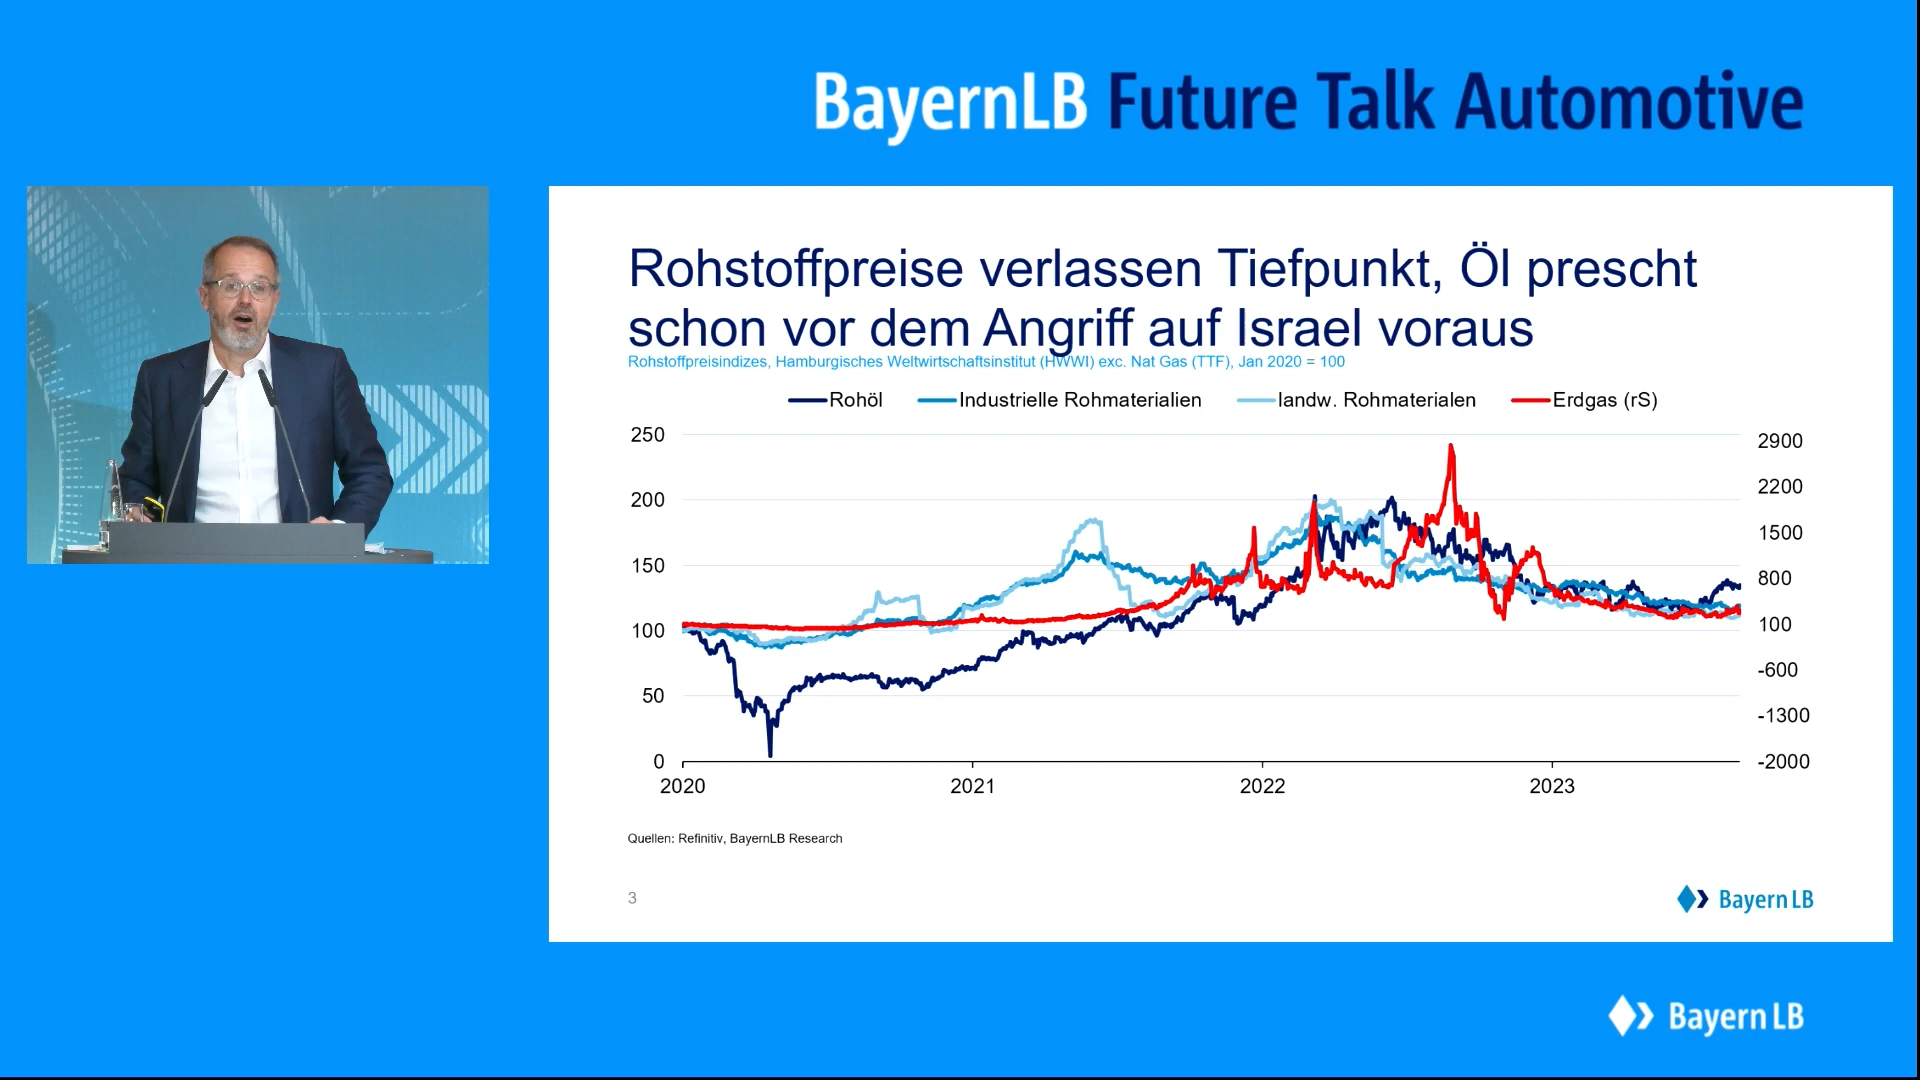 BayernLB Future Talk Automotive
Rohstoffpreise verlassen Tiefpunkt, Öl prescht
schon vor dem Angriff auf Israel voraus
Rohstoffpreisindizes, Hamburgisches Weltwirtschaftsinstitut (HWWI) exc. Nat Gas (TTF), Jan 2020 = 100
Rohöl Industrielle Rohmaterialien landw. Rohmaterialen Erdgas (rS)
250 2900
200 2200
150 1500
100 800
50 100
0 -600
-1300
-2000
2020 2021 2022 2023
Quellen: Refinitiv, BayernLB Research
3
Bayern LB
Bayern LB